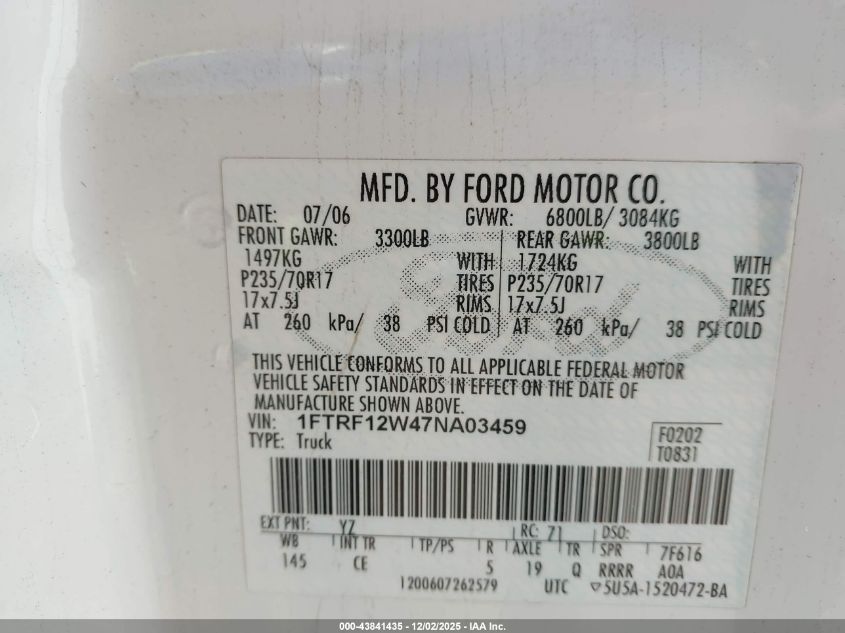 MFD. BY FORD MOTOR CO.
DATE: 07/06 GVWR: 6800LB/ 3084KG
FRONT GAWR: 3300LB REAR GAWR: 3800LB
1497KG WITH 1724KG WITH
P235/70R17 TIRES P235/70R17 TIRES
17x7.5J RIMS 17x7.5J RIMS
AT 260 kPa/ 38 PSI COLD AT 260 kPa/ 38 PSI COLD
Ford
THIS VEHICLE CONFORMS TO ALL APPLICABLE FEDERAL MOTOR
VEHICLE SAFETY STANDARDS IN EFFECT ON THE DATE OF
MANUFACTURE SHOWN ABOVE.
VIN: 1FTRF12W47NA03459
TYPE: Truck
F0202
T0831
EXT PNT: YZ RC: 71 DSO:
WB INT TR TP/PS R AXLE TR SPR 7F616
145 CE 5 19 Q RRRR AOA
1200607262579 UTC ▽5U5A-1520472-BA
000-43841435 • 12/02/2025 • IAA Inc.